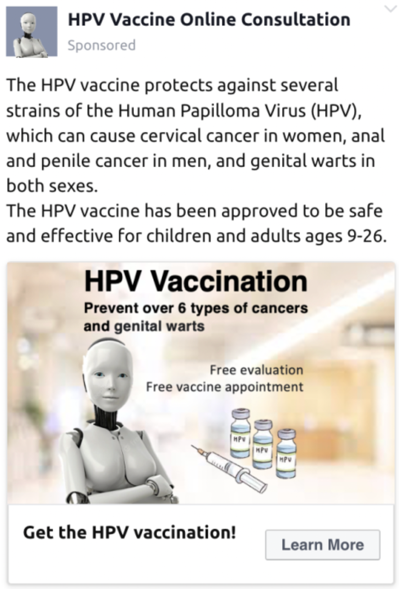 HPV Vaccine Online Consultation
Sponsored
The HPV vaccine protects against several
strains of the Human Papilloma Virus (HPV),
which can cause cervical cancer in women, anal
and penile cancer in men, and genital warts in
both sexes.
The HPV vaccine has been approved to be safe
and effective for children and adults ages 9-26.
HPV Vaccination
Prevent over 6 types of cancers
and genital warts
Free evaluation
Free vaccine appointment
HPV
HPV
HPV
Get the HPV vaccination!
Learn More